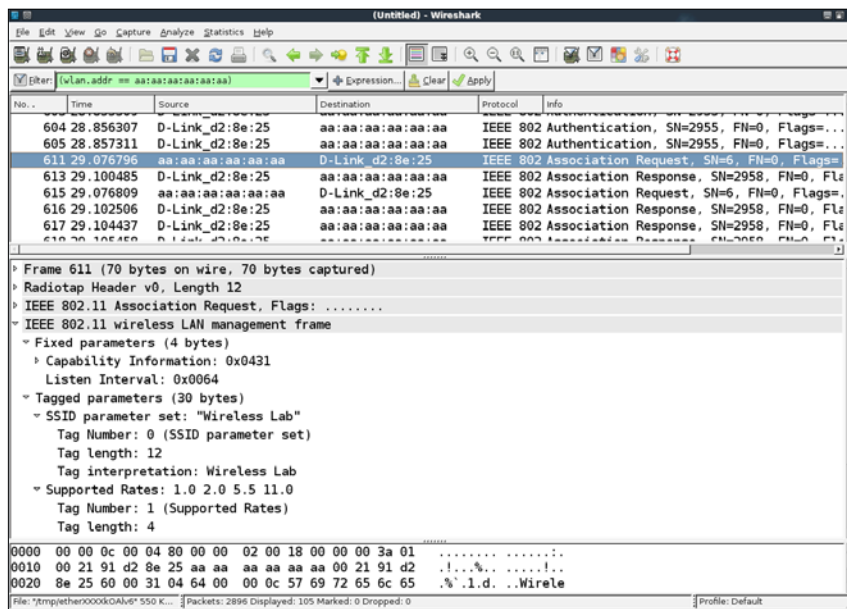 (Untitled) - Wireshark
File Edit View Go Capture Analyze Statistics Help
Filter: (wlan.addr == aa:aa:aa:aa:aa:aa) Expression... Clear Apply
No. . Time Source Destination Protocol Info
604 28.856307 D-Link_d2:8e:25 aa:aa:aa:aa:aa:aa IEEE 802 Authentication, SN=2955, FN=0, Flags=...
605 28.857311 D-Link_d2:8e:25 aa:aa:aa:aa:aa:aa IEEE 802 Authentication, SN=2955, FN=0, Flags=...
611 29.076796 aa:aa:aa:aa:aa:aa D-Link_d2:8e:25 IEEE 802 Association Request, SN=6, FN=0, Flags=
613 29.100485 D-Link_d2:8e:25 aa:aa:aa:aa:aa:aa IEEE 802 Association Response, SN=2958, FN=0, Fla
615 29.076809 aa:aa:aa:aa:aa:aa D-Link_d2:8e:25 IEEE 802 Association Request, SN=6, FN=0, Flags=.
616 29.102506 D-Link_d2:8e:25 aa:aa:aa:aa:aa:aa IEEE 802 Association Response, SN=2958, FN=0, Fla
617 29.104437 D-Link_d2:8e:25 aa:aa:aa:aa:aa:aa IEEE 802 Association Response, SN=2958, FN=0, Fla
Frame 611 (70 bytes on wire, 70 bytes captured)
Radiotap Header v0, Length 12
IEEE 802.11 Association Request, Flags: ........
IEEE 802.11 wireless LAN management frame
Fixed parameters (4 bytes)
Capability Information: 0x0431
Listen Interval: 0x0064
Tagged parameters (30 bytes)
SSID parameter set: "Wireless Lab"
Tag Number: 0 (SSID parameter set)
Tag length: 12
Tag interpretation: Wireless Lab
Supported Rates: 1.0 2.0 5.5 11.0
Tag Number: 1 (Supported Rates)
Tag length: 4
0000 00 00 0c 00 04 80 00 00 02 00 18 00 00 00 3a 01 ........ ......:.
0010 00 21 91 d2 8e 25 aa aa aa aa aa aa 00 21 91 d2 .!...%.. .....!..
0020 8e 25 60 00 31 04 64 00 00 0c 57 69 72 65 6c 65 .%`.1.d. ..Wirele
File: "/tmp/etherXXXXkOAlv6" 550 K... Packets: 2896 Displayed: 105 Marked: 0 Dropped: 0 Profile: Default